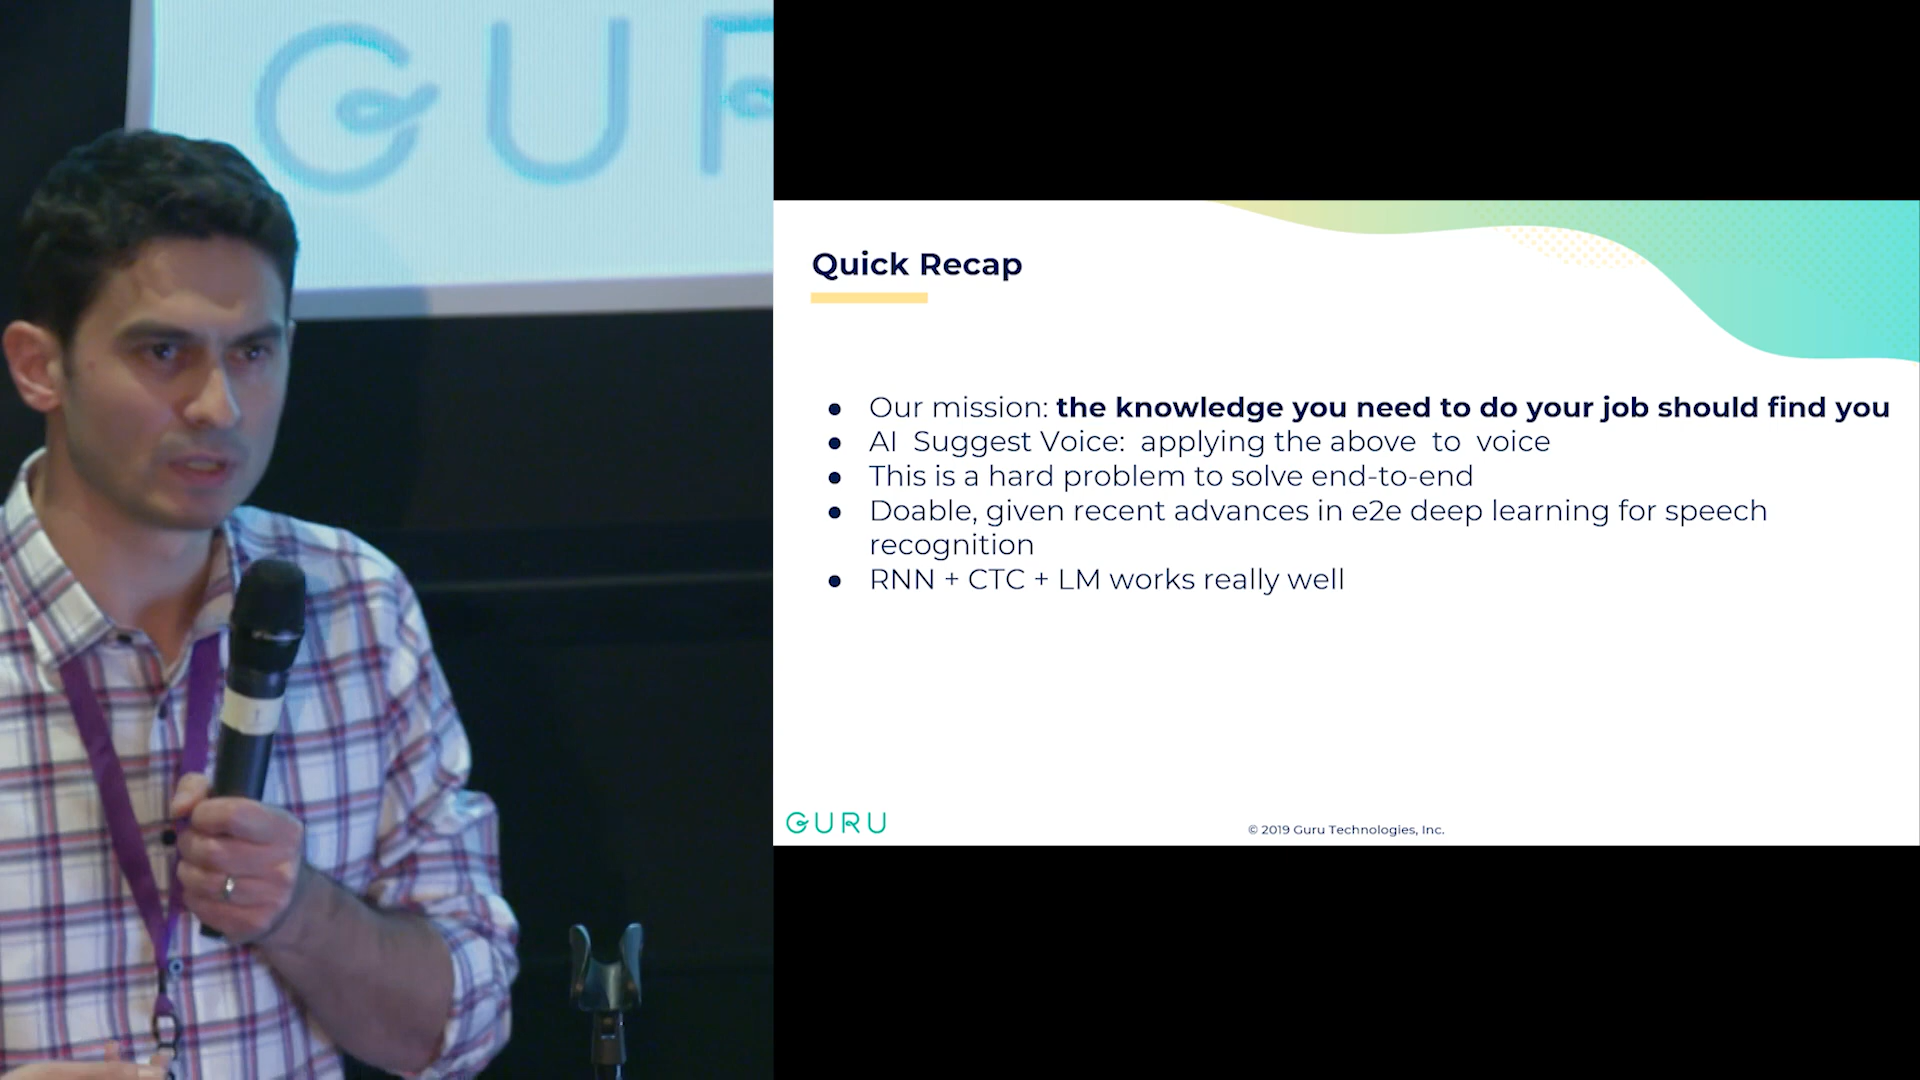 GUR
Quick Recap
● Our mission: the knowledge you need to do your job should find you
● AI Suggest Voice: applying the above to voice
● This is a hard problem to solve end-to-end
● Doable, given recent advances in e2e deep learning for speech
recognition
● RNN + CTC + LM works really well
GURU
© 2019 Guru Technologies, Inc.